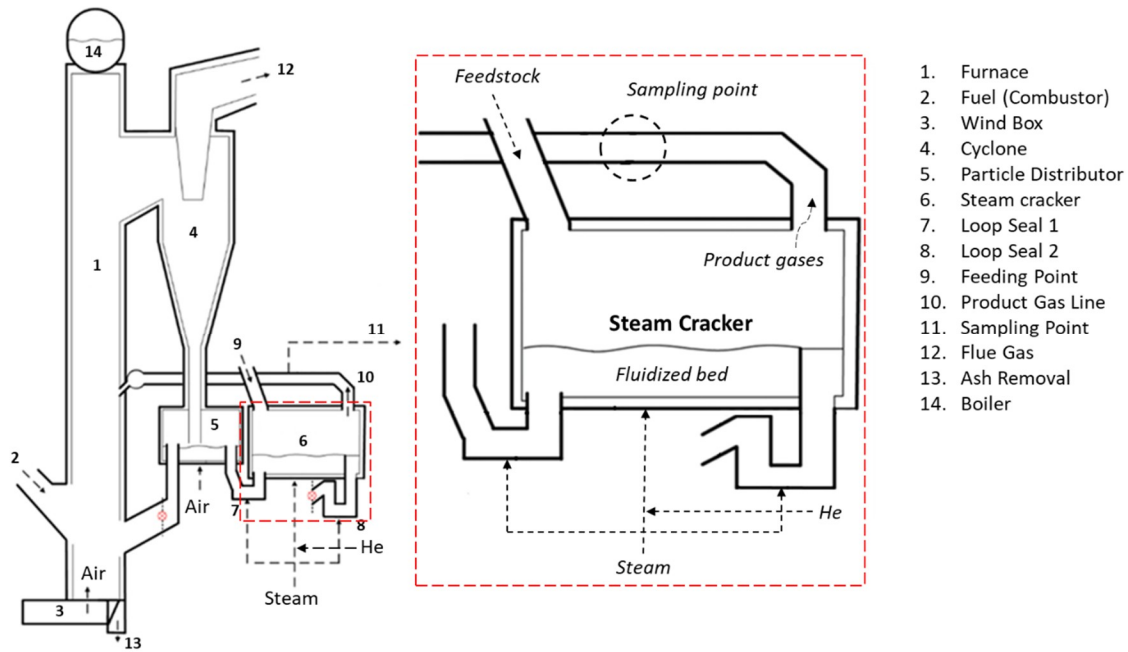 14
12
4
1
11
9
10
5
6
2
Air
7
8
He
Air
Steam
3
13
Feedstock
Sampling point
Product gases
Steam Cracker
Fluidized bed
He
Steam
1. Furnace
2. Fuel (Combustor)
3. Wind Box
4. Cyclone
5. Particle Distributor
6. Steam cracker
7. Loop Seal 1
8. Loop Seal 2
9. Feeding Point
10. Product Gas Line
11. Sampling Point
12. Flue Gas
13. Ash Removal
14. Boiler